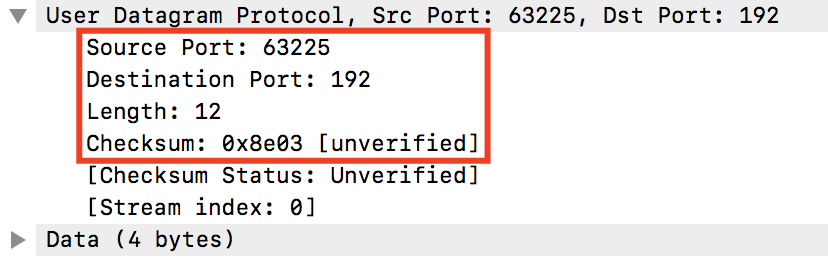 User Datagram Protocol, Src Port: 63225, Dst Port: 192
Source Port: 63225
Destination Port: 192
Length: 12
Checksum: 0x8e03 [unverified]
[Checksum Status: Unverified]
[Stream index: 0]
Data (4 bytes)